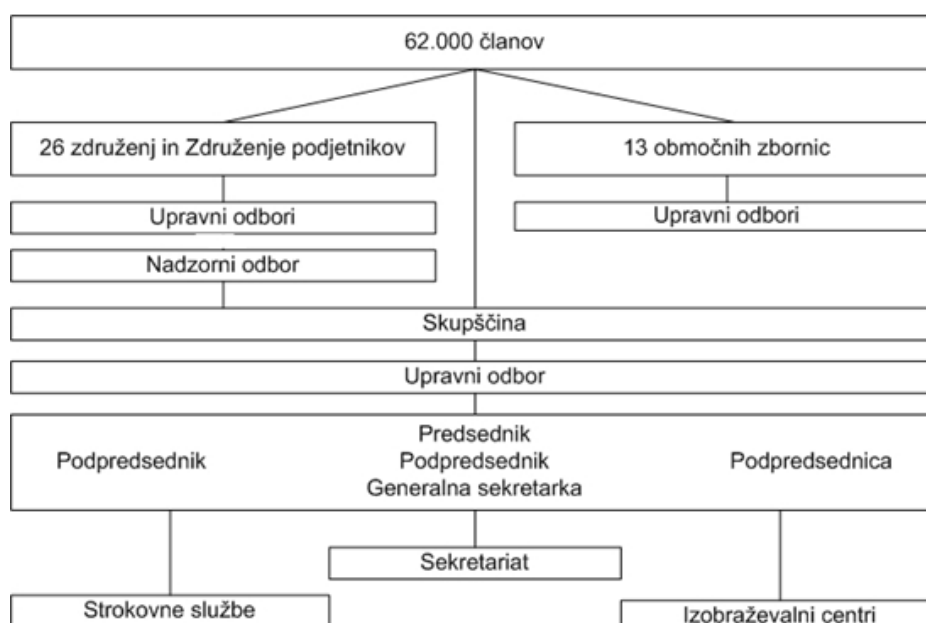 62.000 članov
26 združenj in Združenje podjetnikov
13 območnih zbornic
Upravni odbori
Upravni odbori
Nadzorni odbor
Skupščina
Upravni odbor
Predsednik
Podpredsednik
Podpredsednik
Podpredsednica
Generalna sekretarka
Sekretariat
Strokovne službe
Izobraževalni centri